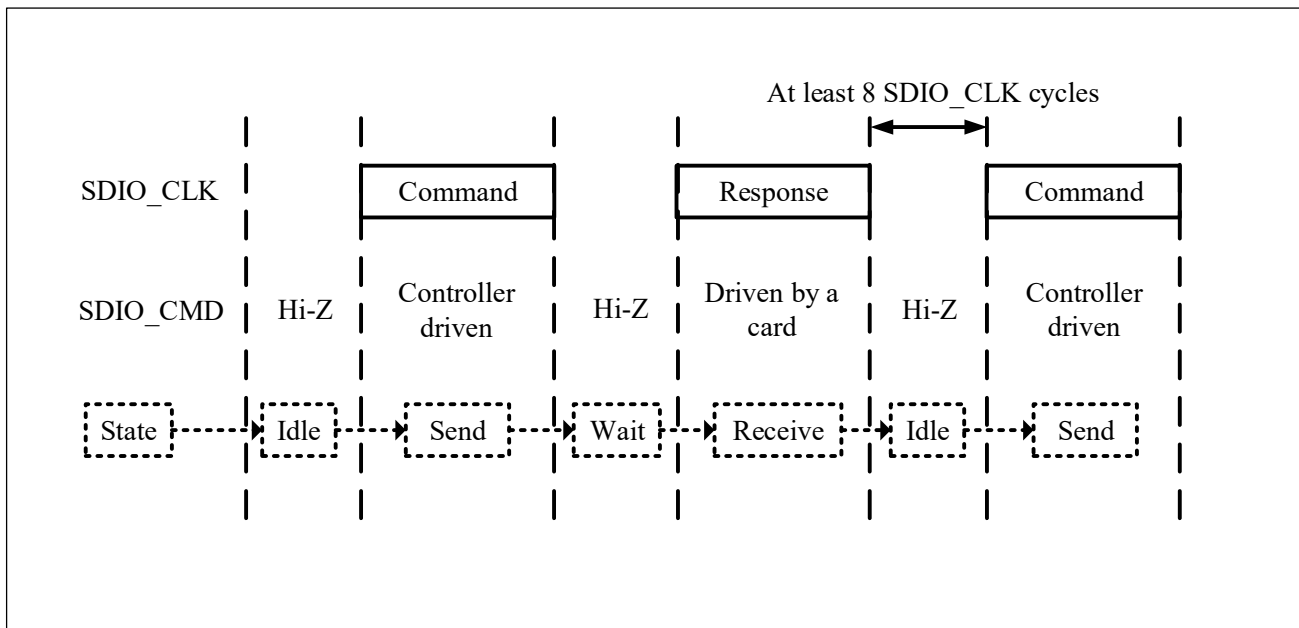 At least 8 SDIO_CLK cycles
SDIO_CLK Command Response Command
SDIO_CMD Hi-Z Controller driven Hi-Z Driven by a card Hi-Z Controller driven
State Idle Send Wait Receive Idle Send